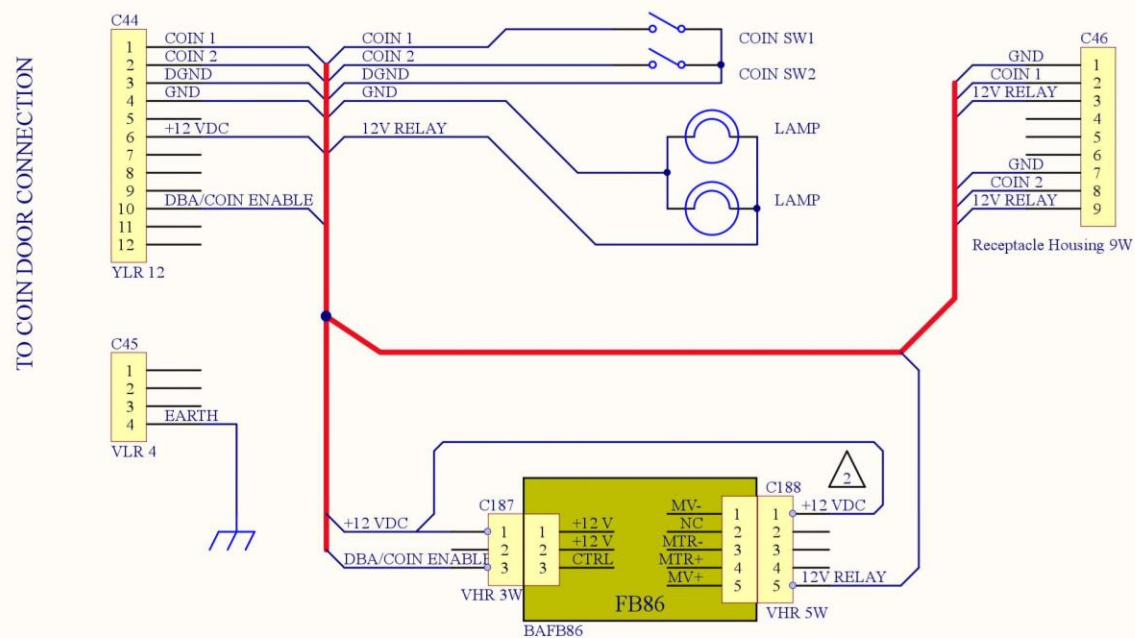 TO COIN DOOR CONNECTION
C44
1 COIN 1
2 COIN 2
3 DGND
4 GND
5
6 +12 VDC
7
8
9
10 DBA/COIN ENABLE
11
12
YLR 12
COIN 1
COIN 2
DGND
GND
12V RELAY
COIN SW1
COIN SW2
LAMP
LAMP
C46
GND 1
COIN 1 2
12V RELAY 3
4
5
6
GND 7
COIN 2 8
12V RELAY 9
Receptacle Housing 9W
C45
1
2
3
4 EARTH
VLR 4
+12 VDC
DBA/COIN ENABLE
C187
1 1 +12 V
2 2 +12 V
3 3 CTRL
VHR 3W
FB86
BAFB86
2
C188
MV- 1 1 +12 VDC
NC 2 2
MTR- 3 3
MTR+ 4 4
MV+ 5 5 12V RELAY
VHR 5W